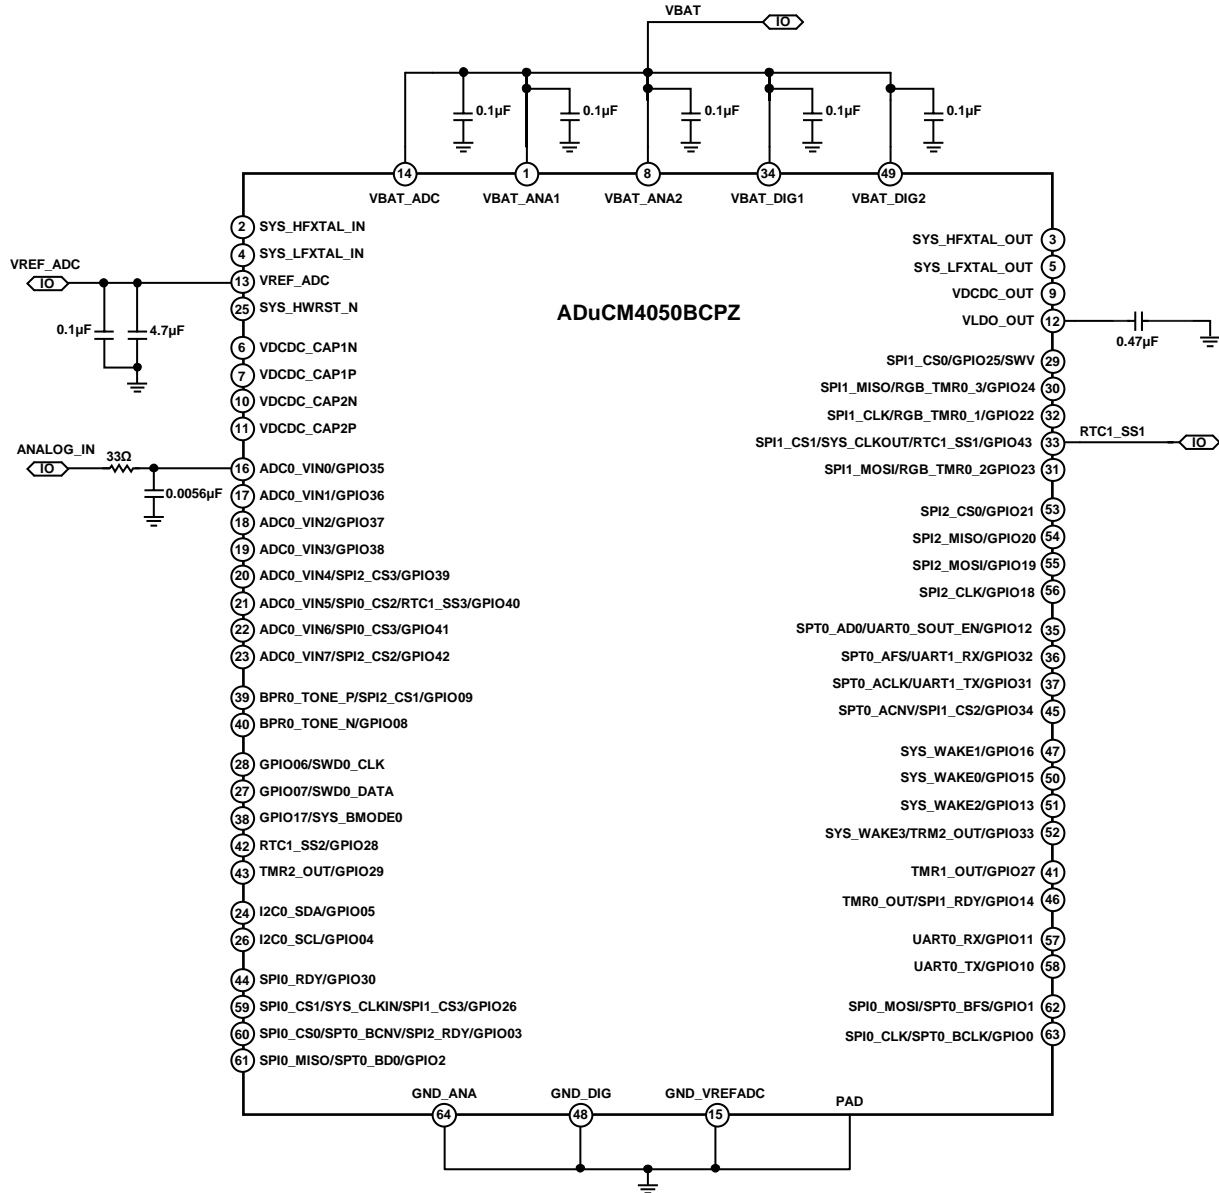 VBAT
IO
0.1µF
0.1µF
0.1µF
0.1µF
0.1µF
14
1
8
34
49
VBAT_ADC
VBAT_ANA1
VBAT_ANA2
VBAT_DIG1
VBAT_DIG2
ADuCM4050BCPZ
VREF_ADC
IO
0.1µF
4.7µF
ANALOG_IN
IO
33Ω
0.0056µF
2 SYS_HFXTAL_IN
4 SYS_LFXTAL_IN
13 VREF_ADC
25 SYS_HWRST_N
6 VDCDC_CAP1N
7 VDCDC_CAP1P
10 VDCDC_CAP2N
11 VDCDC_CAP2P
16 ADC0_VIN0/GPIO35
17 ADC0_VIN1/GPIO36
18 ADC0_VIN2/GPIO37
19 ADC0_VIN3/GPIO38
20 ADC0_VIN4/SPI2_CS3/GPIO39
21 ADC0_VIN5/SPI0_CS2/RTC1_SS3/GPIO40
22 ADC0_VIN6/SPI0_CS3/GPIO41
23 ADC0_VIN7/SPI2_CS2/GPIO42
39 BPR0_TONE_P/SPI2_CS1/GPIO09
40 BPR0_TONE_N/GPIO08
28 GPIO06/SWD0_CLK
27 GPIO07/SWD0_DATA
38 GPIO17/SYS_BMODE0
42 RTC1_SS2/GPIO28
43 TMR2_OUT/GPIO29
24 I2C0_SDA/GPIO05
26 I2C0_SCL/GPIO04
44 SPI0_RDY/GPIO30
59 SPI0_CS1/SYS_CLKIN/SPI1_CS3/GPIO26
60 SPI0_CS0/SPT0_BCNV/SPI2_RDY/GPIO03
61 SPI0_MISO/SPT0_BD0/GPIO2
SYS_HFXTAL_OUT 3
SYS_LFXTAL_OUT 5
VDCDC_OUT 9
VLDO_OUT 12
0.47µF
SPI1_CS0/GPIO25/SWV 29
SPI1_MISO/RGB_TMR0_3/GPIO24 30
SPI1_CLK/RGB_TMR0_1/GPIO22 32
SPI1_CS1/SYS_CLKOUT/RTC1_SS1/GPIO43 33
RTC1_SS1
IO
SPI1_MOSI/RGB_TMR0_2GPIO23 31
SPI2_CS0/GPIO21 53
SPI2_MISO/GPIO20 54
SPI2_MOSI/GPIO19 55
SPI2_CLK/GPIO18 56
SPT0_AD0/UART0_SOUT_EN/GPIO12 35
SPT0_AFS/UART1_RX/GPIO32 36
SPT0_ACLK/UART1_TX/GPIO31 37
SPT0_ACNV/SPI1_CS2/GPIO34 45
SYS_WAKE1/GPIO16 47
SYS_WAKE0/GPIO15 50
SYS_WAKE2/GPIO13 51
SYS_WAKE3/TRM2_OUT/GPIO33 52
TMR1_OUT/GPIO27 41
TMR0_OUT/SPI1_RDY/GPIO14 46
UART0_RX/GPIO11 57
UART0_TX/GPIO10 58
SPI0_MOSI/SPT0_BFS/GPIO1 62
SPI0_CLK/SPT0_BCLK/GPIO0 63
GND_ANA
GND_DIG
GND_VREFADC
PAD
64
48
15